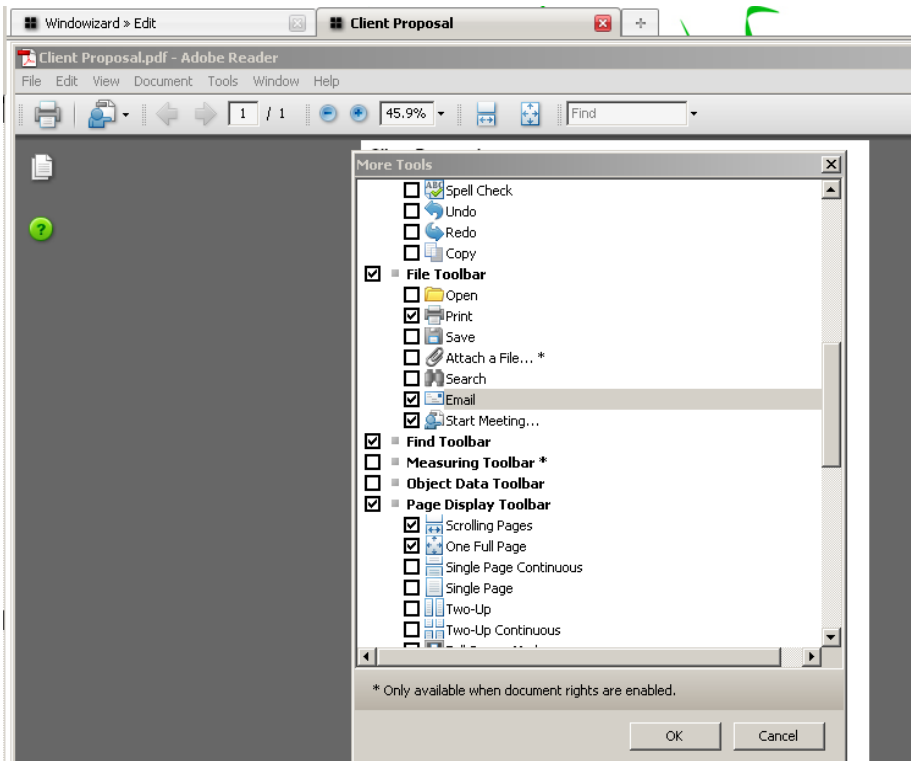 Windowizard » Edit
Client Proposal
Client Proposal.pdf - Adobe Reader
File Edit View Document Tools Window Help
1 / 1 45.9% Find
More Tools
ABC Spell Check
Undo
Redo
Copy
File Toolbar
Open
Print
Save
Attach a File... *
Search
Email
Start Meeting...
Find Toolbar
Measuring Toolbar *
Object Data Toolbar
Page Display Toolbar
Scrolling Pages
One Full Page
Single Page Continuous
Single Page
Two-Up
Two-Up Continuous
* Only available when document rights are enabled.
OK Cancel